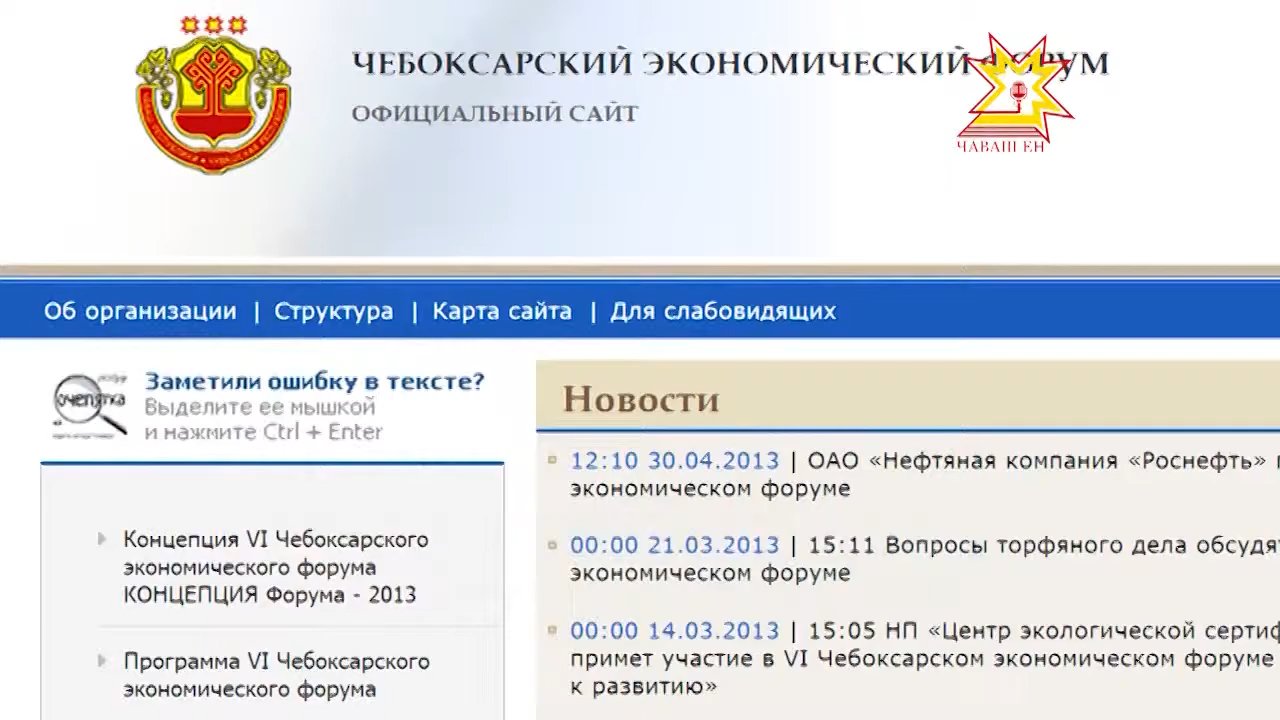 ЧЕБОКСАРСКИЙ ЭКОНОМИЧЕСКИЙ ФОРУМ
ОФИЦИАЛЬНЫЙ САЙТ
ЧАВАШ ЕН
Об организации | Структура | Карта сайта | Для слабовидящих
очепятка
Заметили ошибку в тексте?
Выделите ее мышкой
и нажмите Ctrl + Enter
Концепция VI Чебоксарского
экономического форума
КОНЦЕПЦИЯ Форума - 2013
Программа VI Чебоксарского
экономического форума
Новости
12:10 30.04.2013 | ОАО «Нефтяная компания «Роснефть»
экономическом форуме
00:00 21.03.2013 | 15:11 Вопросы торфяного дела обсудя
экономическом форуме
00:00 14.03.2013 | 15:05 НП «Центр экологической сертиф
примет участие в VI Чебоксарском экономическом форуме
к развитию»